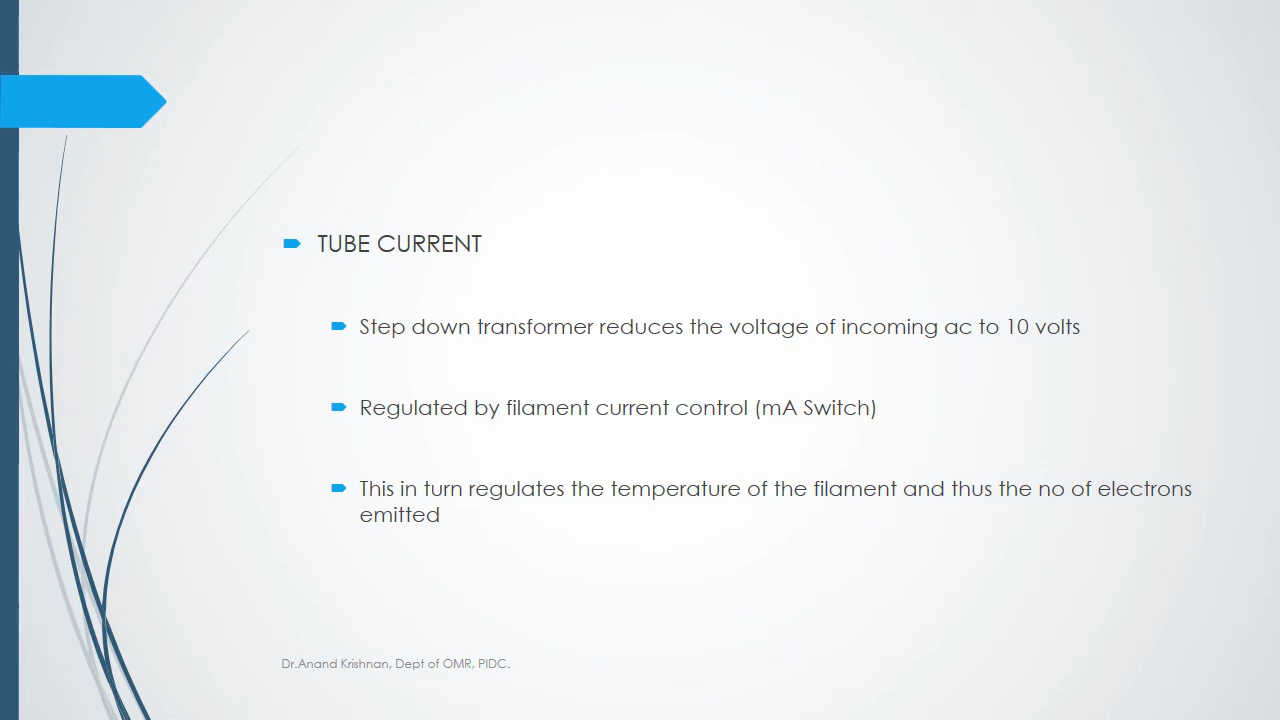 TUBE CURRENT
Step down transformer reduces the voltage of incoming ac to 10 volts
Regulated by filament current control (mA Switch)
This in turn regulates the temperature of the filament and thus the no of electrons
emitted
Dr.Anand Krishnan, Dept of OMR, PIDC.